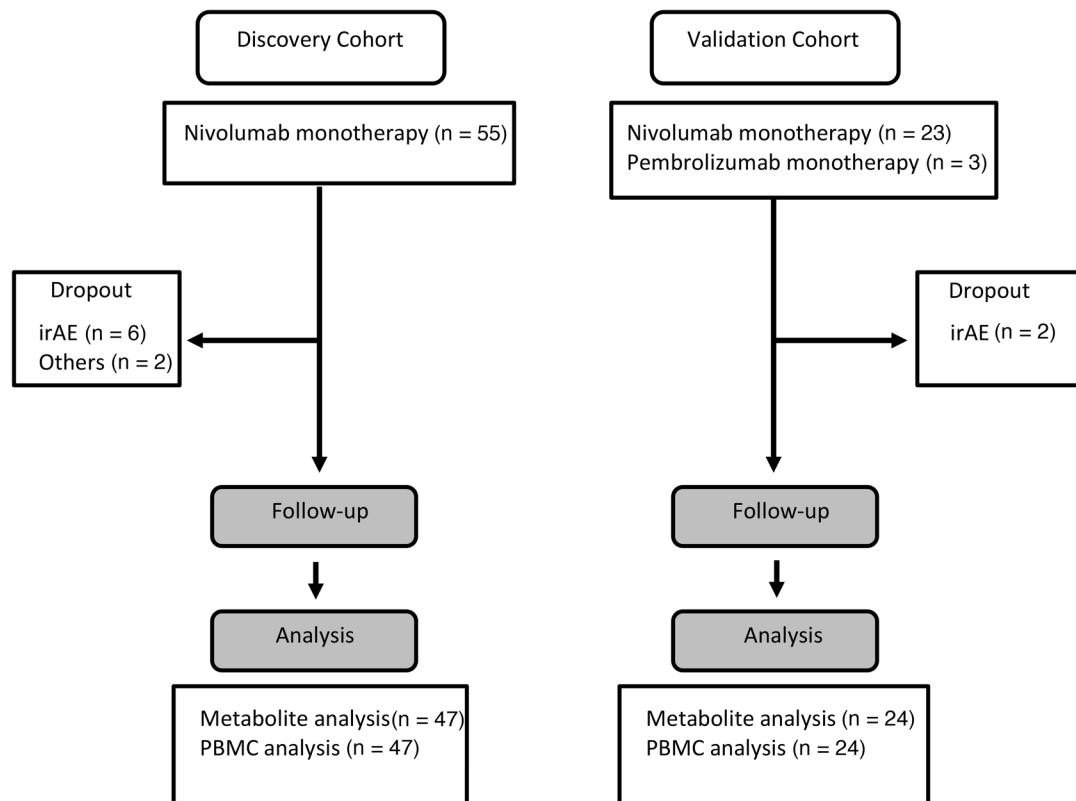 Discovery Cohort
Nivolumab monotherapy (n = 55)
Dropout
irAE (n = 6)
Others (n = 2)
Follow-up
Analysis
Metabolite analysis(n = 47)
PBMC analysis (n = 47)
Validation Cohort
Nivolumab monotherapy (n = 23)
Pembrolizumab monotherapy (n = 3)
Dropout
irAE (n = 2)
Follow-up
Analysis
Metabolite analysis (n = 24)
PBMC analysis (n = 24)